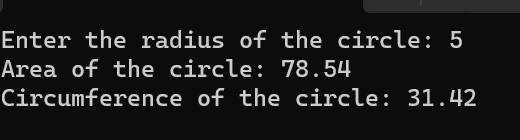 Enter the radius of the circle: 5
Area of the circle: 78.54
Circumference of the circle: 31.42